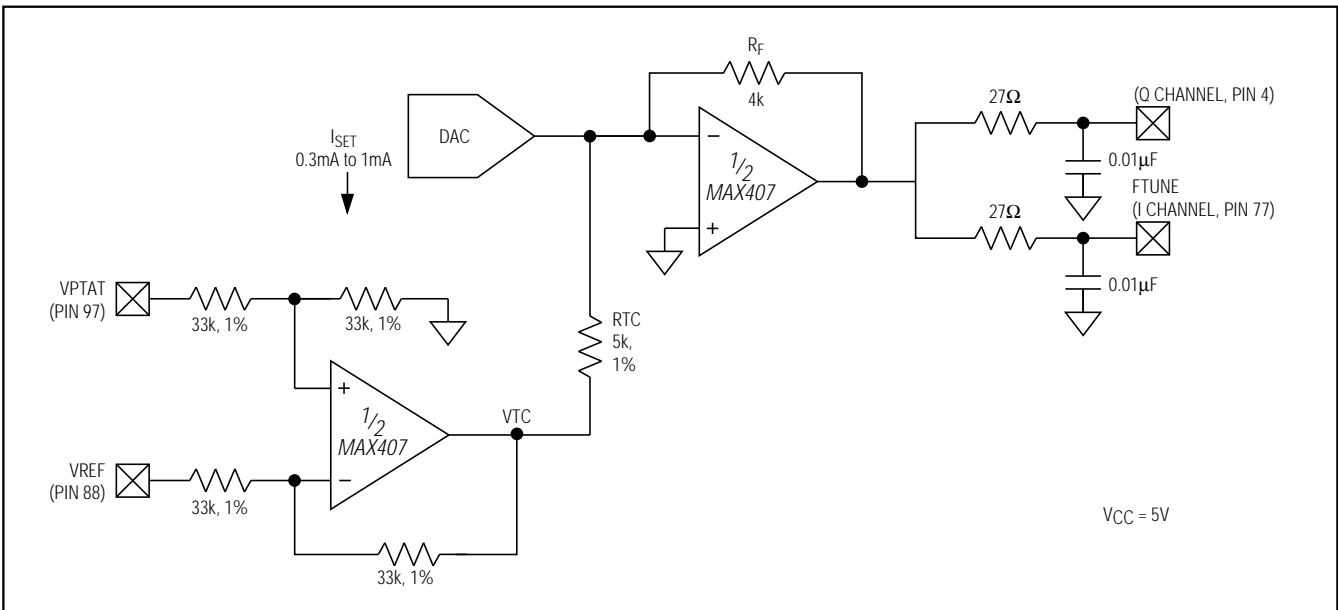 RF
4k
DAC
ISET
0.3mA to 1mA
1/2
MAX407
−
+
27Ω
(Q CHANNEL, PIN 4)
0.01μF
FTUNE
(I CHANNEL, PIN 77)
27Ω
0.01μF
VPTAT
(PIN 97)
33k, 1%
33k, 1%
RTC
5k,
1%
+
1/2
MAX407
−
VTC
VREF
(PIN 88)
33k, 1%
33k, 1%
VCC = 5V